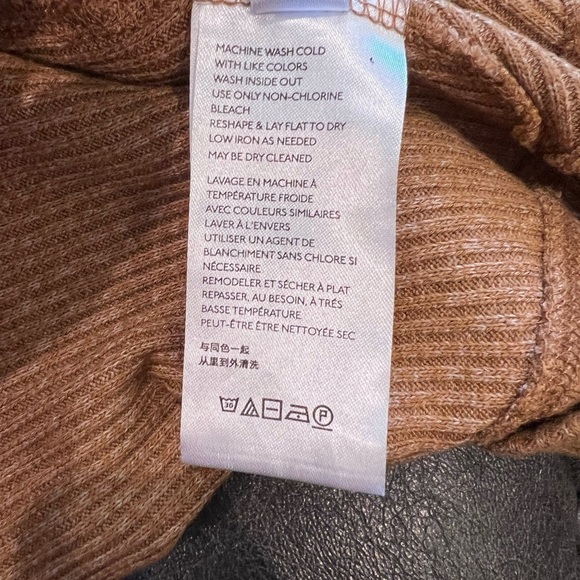 MACHINE WASH COLD
WITH LIKE COLORS
WASH INSIDE OUT
USE ONLY NON-CHLORINE
BLEACH
RESHAPE & LAY FLAT TO DRY
LOW IRON AS NEEDED
MAY BE DRY CLEANED
LAVAGE EN MACHINE À
TEMPÉRATURE FROIDE
AVEC COULEURS SIMILAIRES
LAVER À L'ENVERS
UTILISER UN AGENT DE
BLANCHIMENT SANS CHLORE SI
NÉCESSAIRE
REMODELER ET SÉCHER À PLAT
REPASSER, AU BESOIN, À TRÉS
BASSE TEMPÉRATURE
PEUT-ÊTRE ÊTRE NETTOYÉE SEC
与同色一起
从里到外清洗
30 P